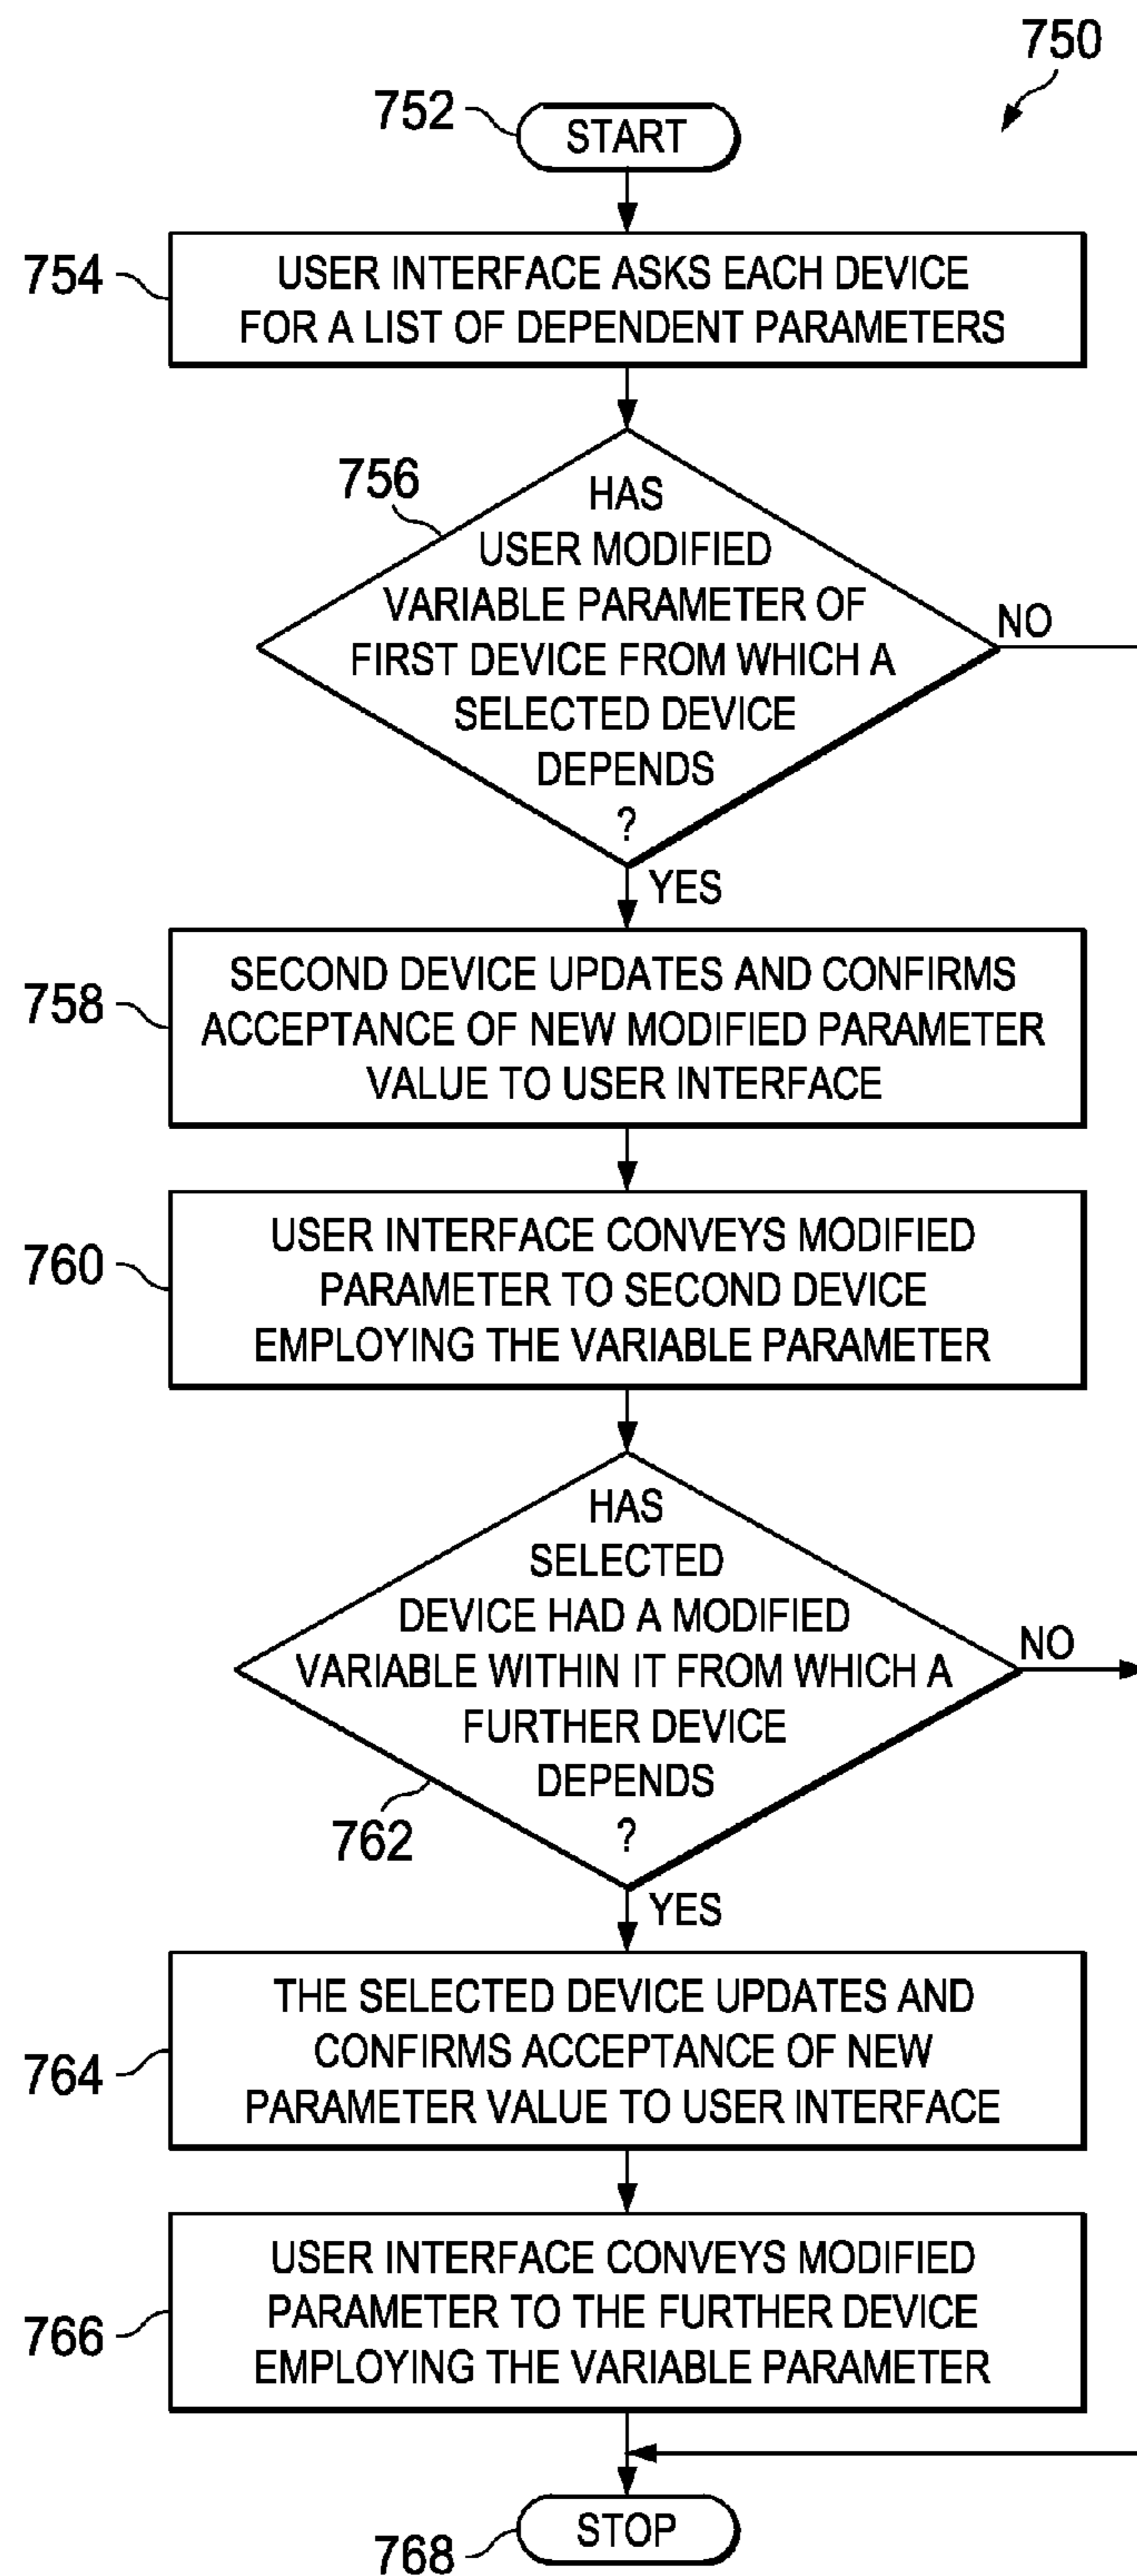 750
752
START
754
USER INTERFACE ASKS EACH DEVICE
FOR A LIST OF DEPENDENT PARAMETERS
756
HAS
USER MODIFIED
VARIABLE PARAMETER OF
FIRST DEVICE FROM WHICH A
SELECTED DEVICE
DEPENDS
?
NO
YES
758
SECOND DEVICE UPDATES AND CONFIRMS
ACCEPTANCE OF NEW MODIFIED PARAMETER
VALUE TO USER INTERFACE
760
USER INTERFACE CONVEYS MODIFIED
PARAMETER TO SECOND DEVICE
EMPLOYING THE VARIABLE PARAMETER
HAS
SELECTED
DEVICE HAD A MODIFIED
VARIABLE WITHIN IT FROM WHICH A
FURTHER DEVICE
DEPENDS
?
NO
762
YES
764
THE SELECTED DEVICE UPDATES AND
CONFIRMS ACCEPTANCE OF NEW
PARAMETER VALUE TO USER INTERFACE
766
USER INTERFACE CONVEYS MODIFIED
PARAMETER TO THE FURTHER DEVICE
EMPLOYING THE VARIABLE PARAMETER
768
STOP